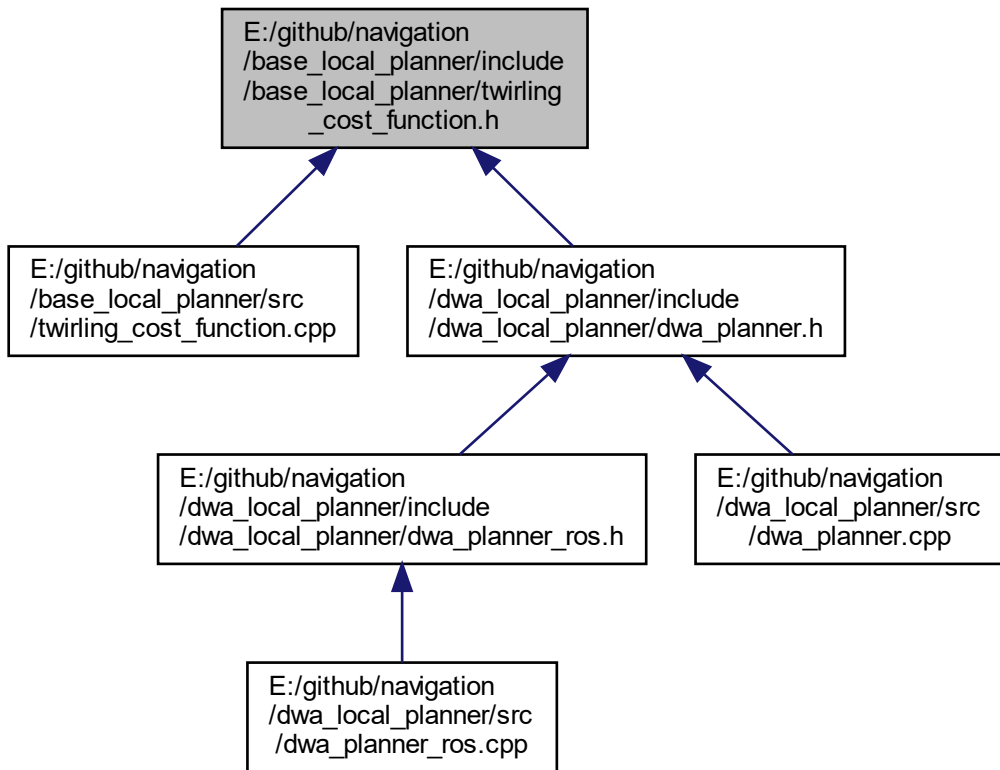 E:/github/navigation
/base_local_planner/include
/base_local_planner/twirling
_cost_function.h
E:/github/navigation
/base_local_planner/src
/twirling_cost_function.cpp
E:/github/navigation
/dwa_local_planner/include
/dwa_local_planner/dwa_planner.h
E:/github/navigation
/dwa_local_planner/include
/dwa_local_planner/dwa_planner_ros.h
E:/github/navigation
/dwa_local_planner/src
/dwa_planner.cpp
E:/github/navigation
/dwa_local_planner/src
/dwa_planner_ros.cpp